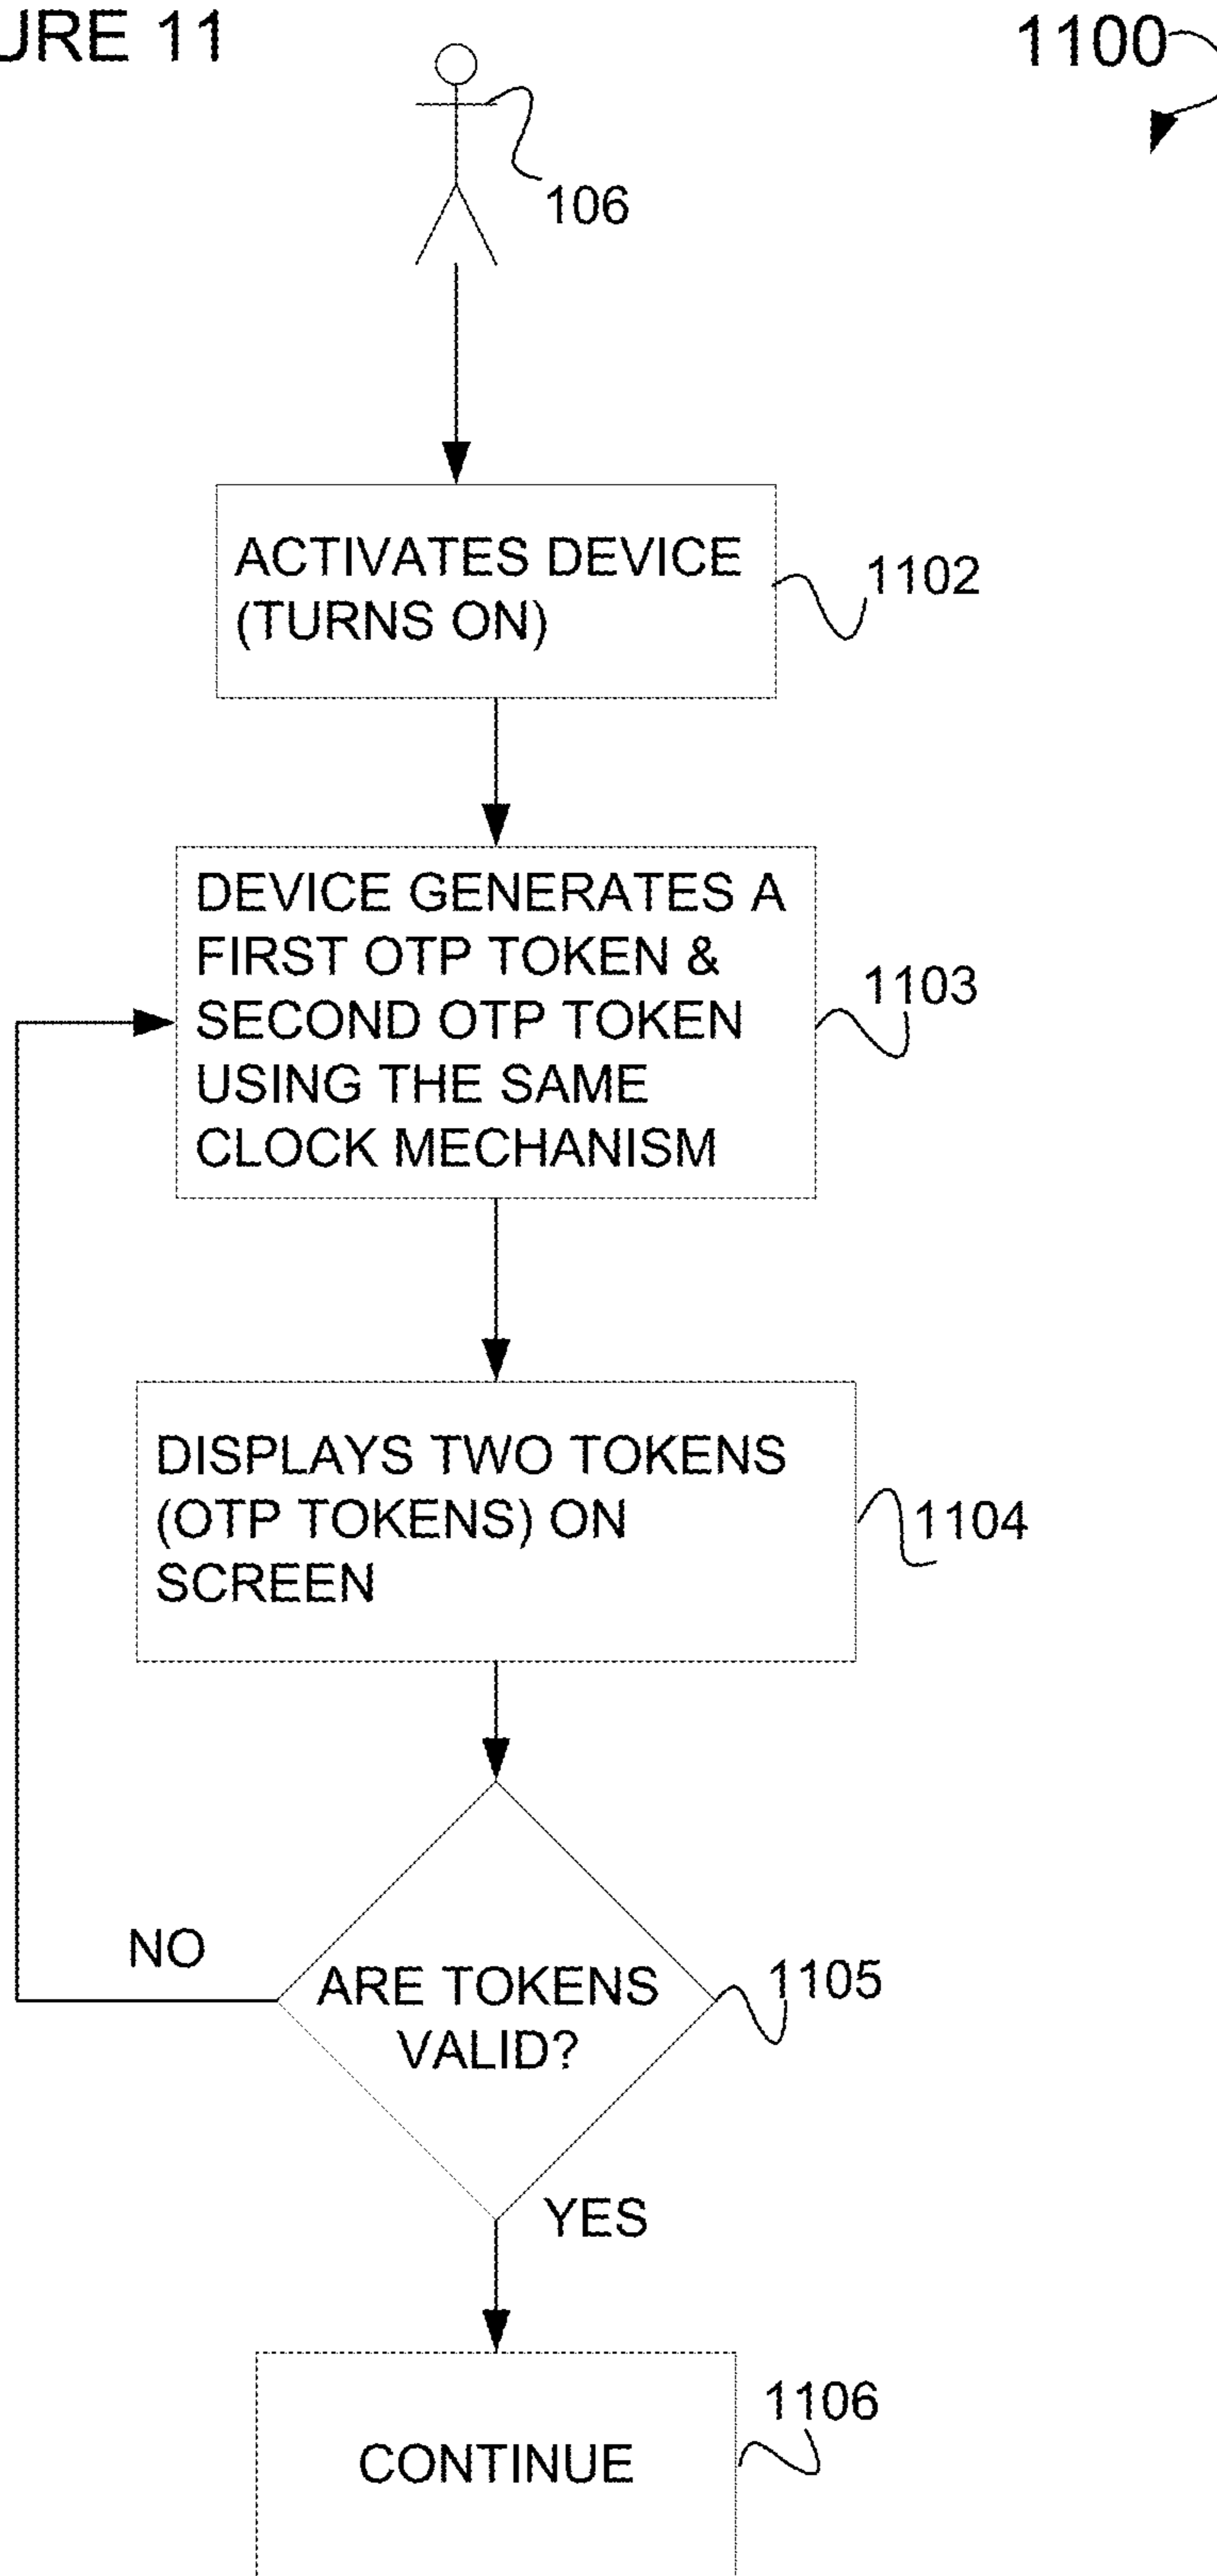 URE 11
1100
106
ACTIVATES DEVICE
(TURNS ON)
1102
DEVICE GENERATES A
FIRST OTP TOKEN &
SECOND OTP TOKEN
USING THE SAME
CLOCK MECHANISM
1103
DISPLAYS TWO TOKENS
(OTP TOKENS) ON
SCREEN
1104
NO
ARE TOKENS
VALID?
1105
YES
1106
CONTINUE